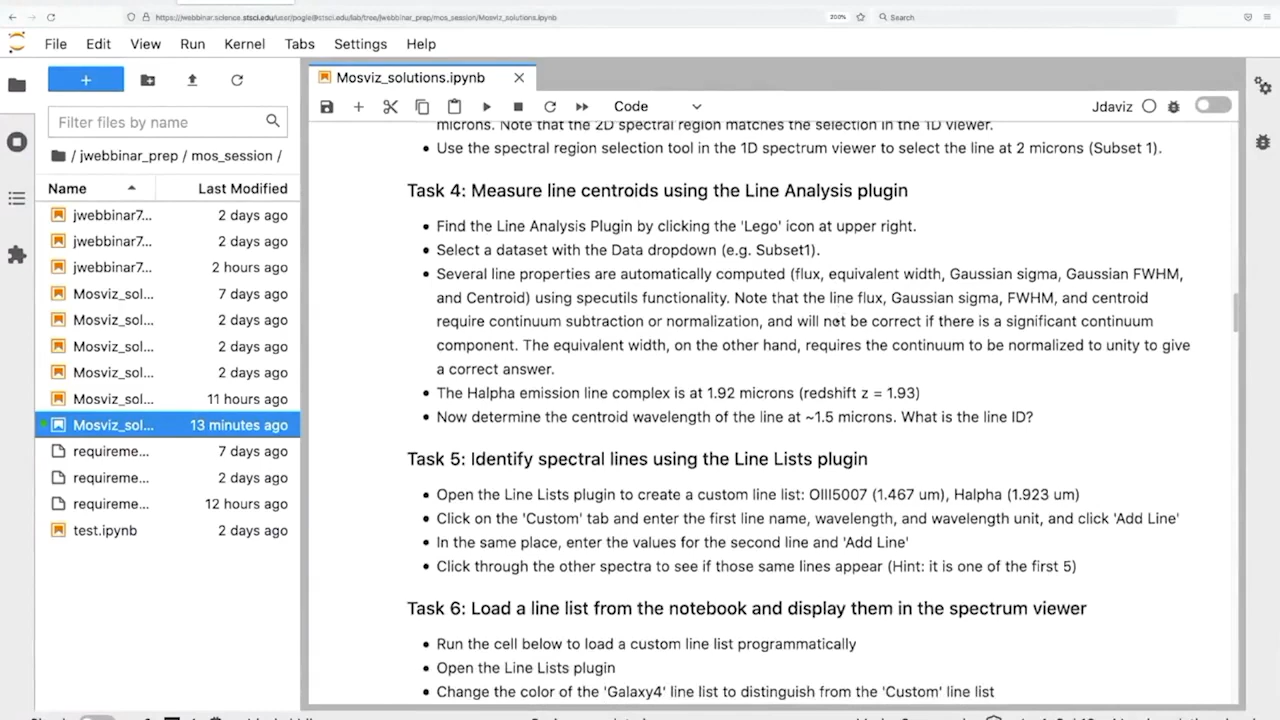 https://webbinar.science.stsci.edu/user/pogle@stsci.edu/lab/tree/jwebbinar_prep/mos_session/Mosviz_solutions.ipynb
200%
Search
File Edit View Run Kernel Tabs Settings Help
+
Filter files by name
/ jwebbinar_prep / mos_session /
Name Last Modified
jwebbinar7... 2 days ago
jwebbinar7... 2 days ago
jwebbinar7... 2 hours ago
Mosviz_sol... 7 days ago
Mosviz_sol... 2 days ago
Mosviz_sol... 2 days ago
Mosviz_sol... 2 days ago
Mosviz_sol... 11 hours ago
Mosviz_sol... 13 minutes ago
requireme... 7 days ago
requireme... 2 days ago
requireme... 12 hours ago
test.ipynb 2 days ago
Mosviz_solutions.ipynb
Code
Jdaviz
microns. Note that the 2D spectral region matches the selection in the 1D viewer.
• Use the spectral region selection tool in the 1D spectrum viewer to select the line at 2 microns (Subset 1).
Task 4: Measure line centroids using the Line Analysis plugin
• Find the Line Analysis Plugin by clicking the 'Lego' icon at upper right.
• Select a dataset with the Data dropdown (e.g. Subset1).
• Several line properties are automatically computed (flux, equivalent width, Gaussian sigma, Gaussian FWHM,
and Centroid) using specutils functionality. Note that the line flux, Gaussian sigma, FWHM, and centroid
require continuum subtraction or normalization, and will not be correct if there is a significant continuum
component. The equivalent width, on the other hand, requires the continuum to be normalized to unity to give
a correct answer.
• The Halpha emission line complex is at 1.92 microns (redshift z = 1.93)
• Now determine the centroid wavelength of the line at ~1.5 microns. What is the line ID?
Task 5: Identify spectral lines using the Line Lists plugin
• Open the Line Lists plugin to create a custom line list: OIII5007 (1.467 um), Halpha (1.923 um)
• Click on the 'Custom' tab and enter the first line name, wavelength, and wavelength unit, and click 'Add Line'
• In the same place, enter the values for the second line and 'Add Line'
• Click through the other spectra to see if those same lines appear (Hint: it is one of the first 5)
Task 6: Load a line list from the notebook and display them in the spectrum viewer
• Run the cell below to load a custom line list programmatically
• Open the Line Lists plugin
• Change the color of the 'Galaxy4' line list to distinguish from the 'Custom' line list